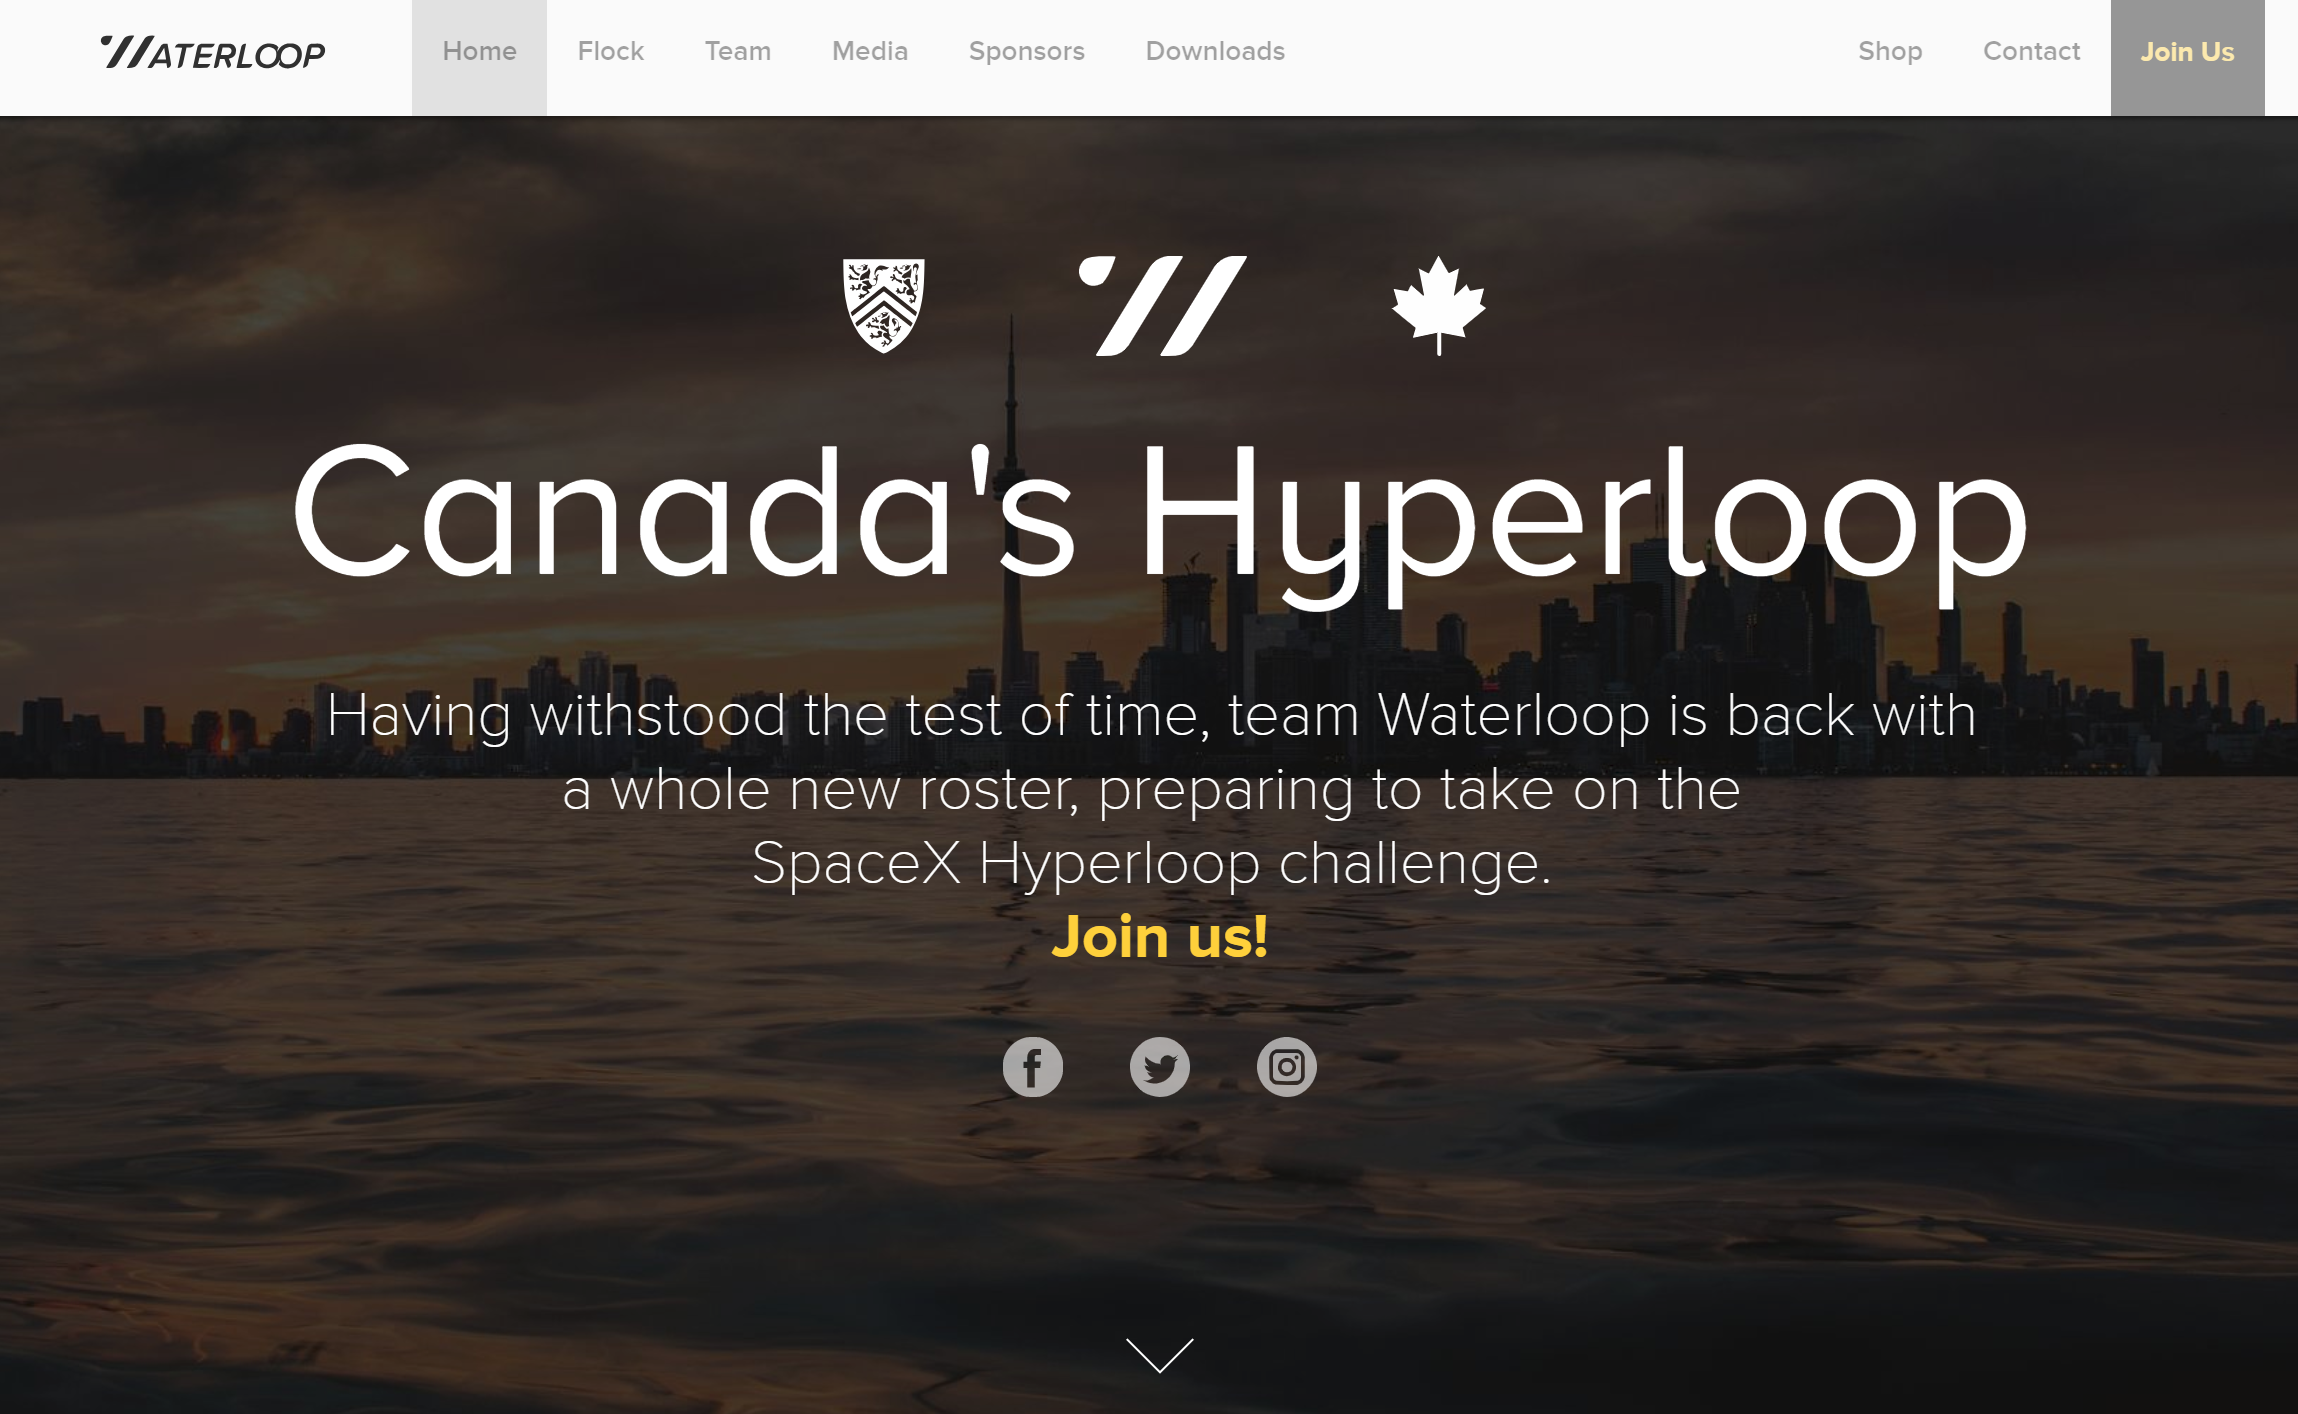 WATERLOOP
Home Flock Team Media Sponsors Downloads Shop Contact Join Us
Canada's Hyperloop
Having withstood the test of time, team Waterloop is back with
a whole new roster, preparing to take on the
SpaceX Hyperloop challenge.
Join us!